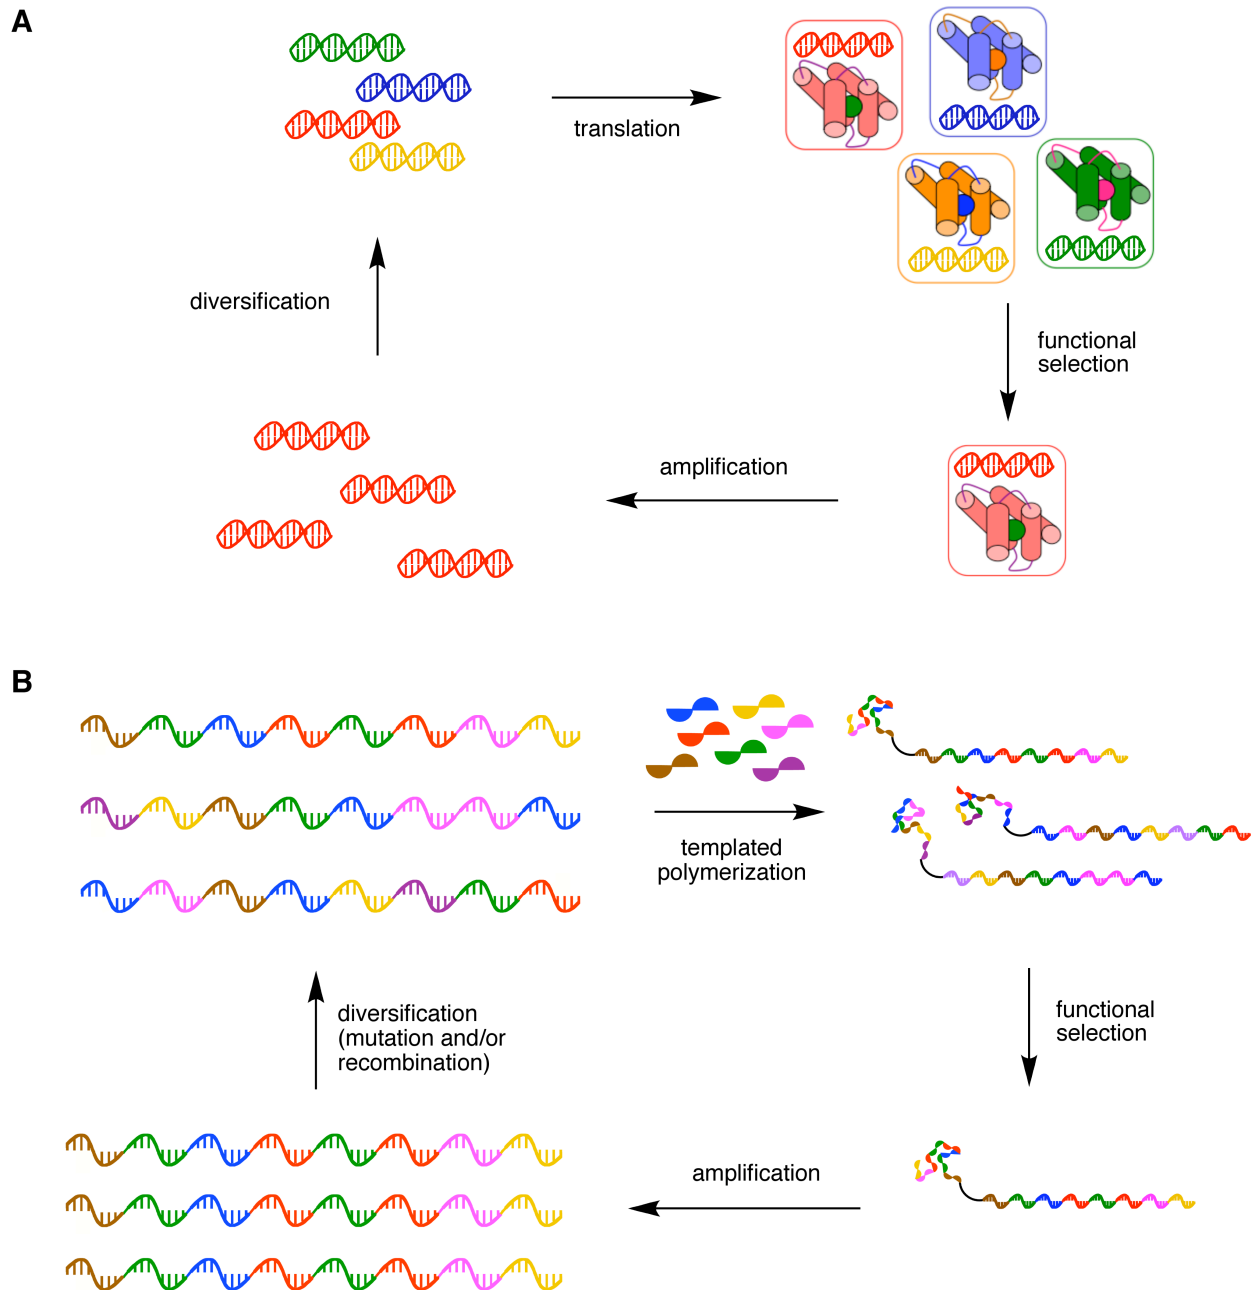 A
translation
diversification
functional
selection
amplification
B
templated
polymerization
diversification
(mutation and/or
recombination)
functional
selection
amplification